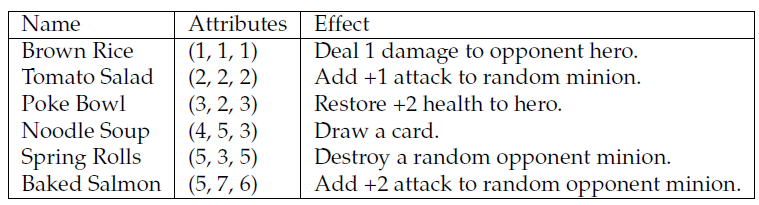 Name Attributes Effect
Brown Rice (1, 1, 1) Deal 1 damage to opponent hero.
Tomato Salad (2, 2, 2) Add +1 attack to random minion.
Poke Bowl (3, 2, 3) Restore +2 health to hero.
Noodle Soup (4, 5, 3) Draw a card.
Spring Rolls (5, 3, 5) Destroy a random opponent minion.
Baked Salmon (5, 7, 6) Add +2 attack to random opponent minion.